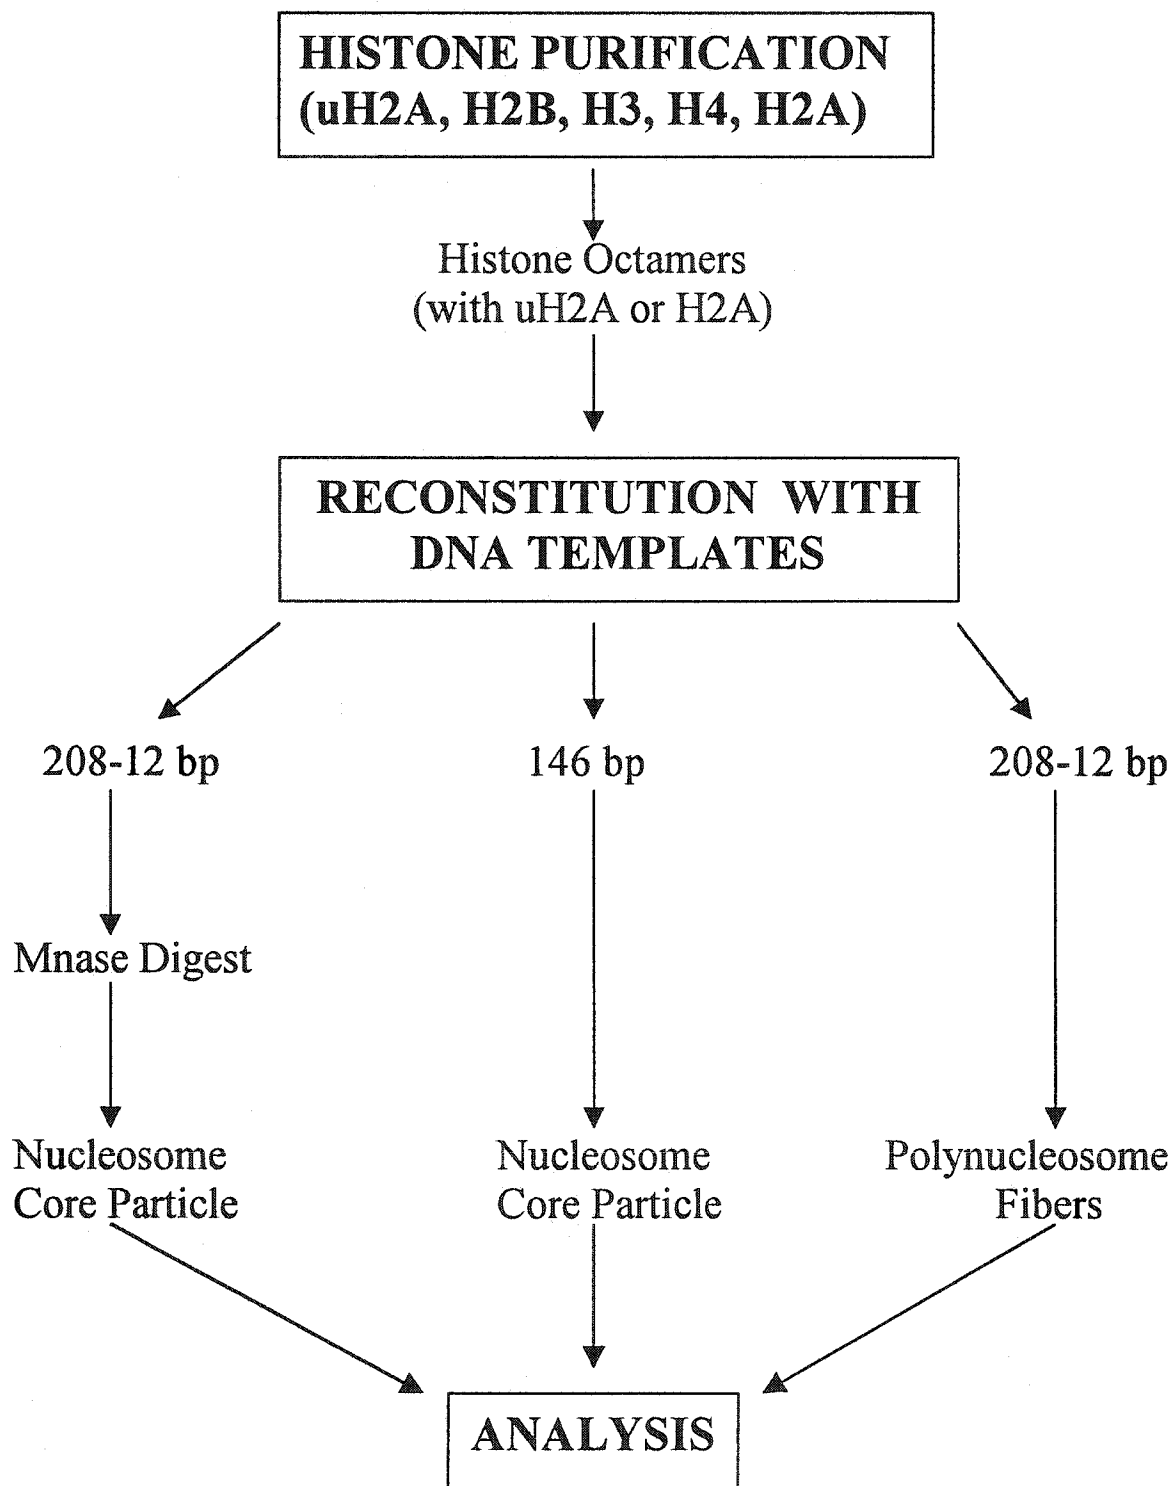 HISTONE PURIFICATION
(uH2A, H2B, H3, H4, H2A)
Histone Octamers
(with uH2A or H2A)
RECONSTITUTION WITH
DNA TEMPLATES
208-12 bp
146 bp
208-12 bp
Mnase Digest
Nucleosome
Core Particle
Nucleosome
Core Particle
Polynucleosome
Fibers
ANALYSIS